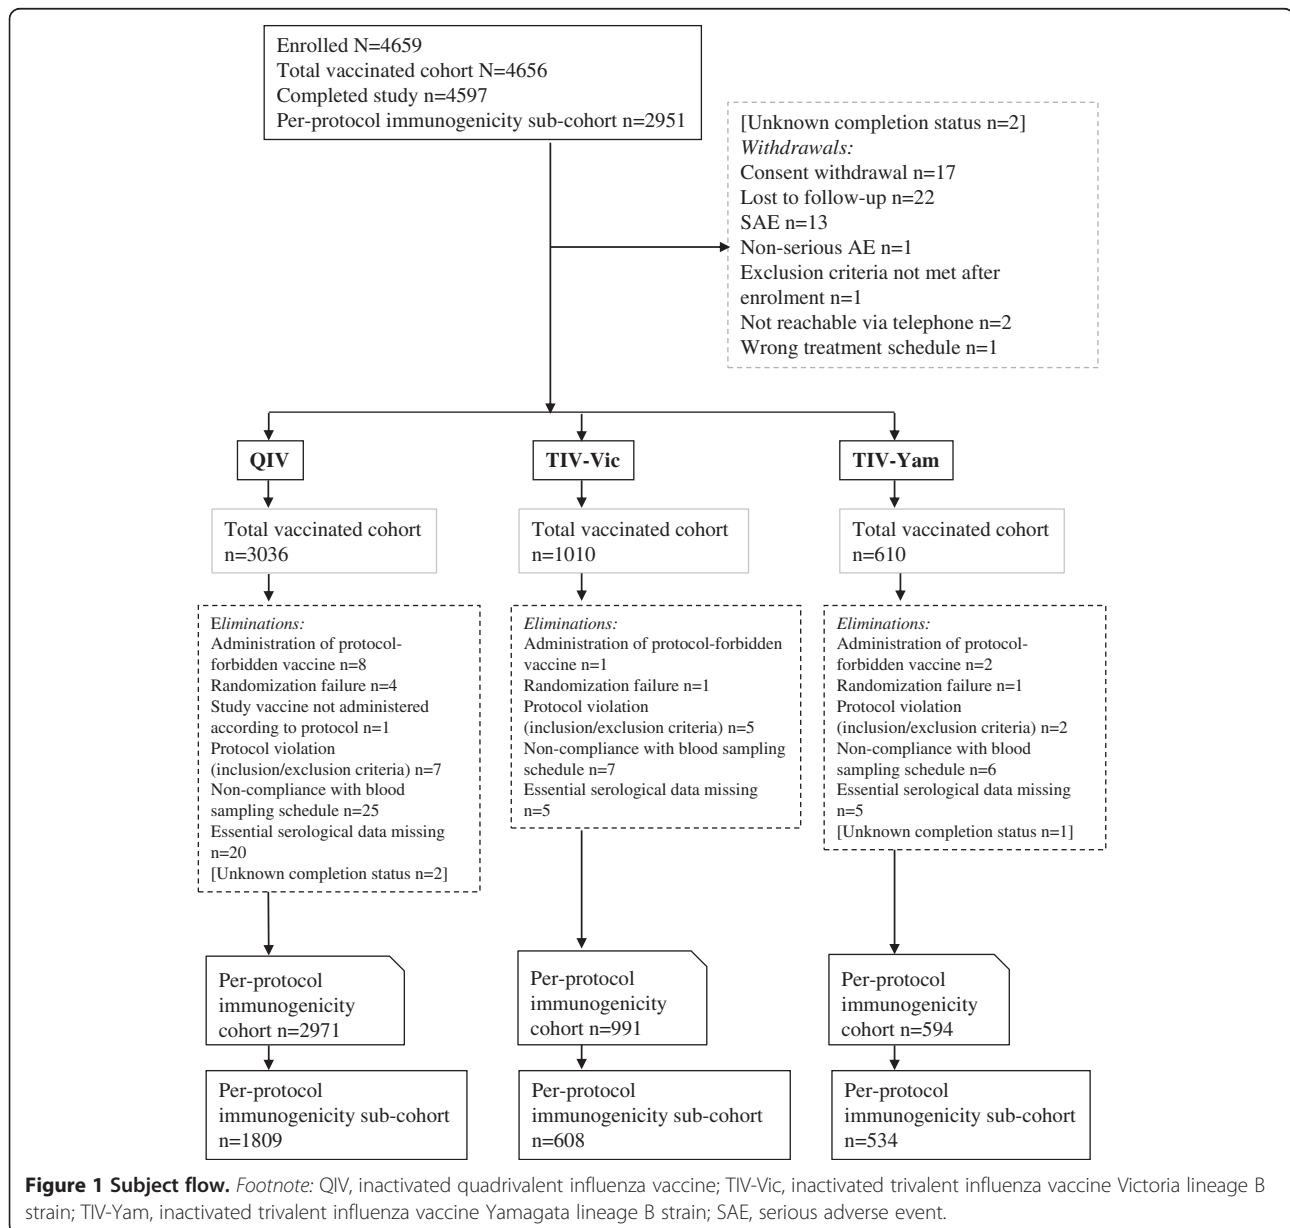 Enrolled N=4659
Total vaccinated cohort N=4656
Completed study n=4597
Per-protocol immunogenicity sub-cohort n=2951
[Unknown completion status n=2]
Withdrawals:
Consent withdrawal n=17
Lost to follow-up n=22
SAE n=13
Non-serious AE n=1
Exclusion criteria not met after
enrolment n=1
Not reachable via telephone n=2
Wrong treatment schedule n=1
QIV
TIV-Vic
TIV-Yam
Total vaccinated cohort
n=3036
Total vaccinated cohort
n=1010
Total vaccinated cohort
n=610
Eliminations:
Administration of protocol-
forbidden vaccine n=8
Randomization failure n=4
Study vaccine not administered
according to protocol n=1
Protocol violation
(inclusion/exclusion criteria) n=7
Non-compliance with blood
sampling schedule n=25
Essential serological data missing
n=20
[Unknown completion status n=2]
Eliminations:
Administration of protocol-forbidden
vaccine n=1
Randomization failure n=1
Protocol violation
(inclusion/exclusion criteria) n=5
Non-compliance with blood sampling
schedule n=7
Essential serological data missing
n=5
Eliminations:
Administration of protocol-
forbidden vaccine n=2
Randomization failure n=1
Protocol violation
(inclusion/exclusion criteria) n=2
Non-compliance with blood
sampling schedule n=6
Essential serological data missing
n=5
[Unknown completion status n=1]
Per-protocol
immunogenicity
cohort n=2971
Per-protocol
immunogenicity
cohort n=991
Per-protocol
immunogenicity
cohort n=594
Per-protocol
immunogenicity sub-cohort
n=1809
Per-protocol
immunogenicity sub-cohort
n=608
Per-protocol
immunogenicity sub-cohort
n=534
Figure 1 Subject flow. Footnote: QIV, inactivated quadrivalent influenza vaccine; TIV-Vic, inactivated trivalent influenza vaccine Victoria lineage B
strain; TIV-Yam, inactivated trivalent influenza vaccine Yamagata lineage B strain; SAE, serious adverse event.